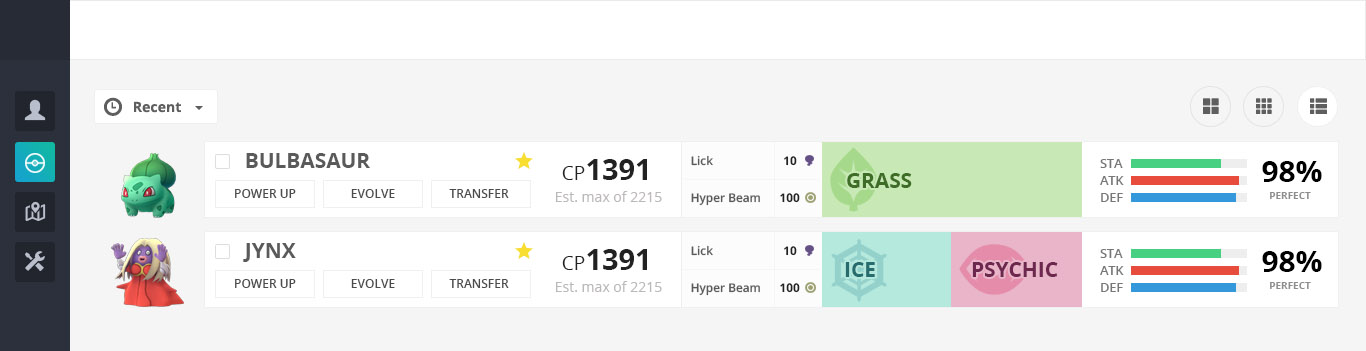 Recent
BULBASAUR
POWER UP EVOLVE TRANSFER
CP1391
Est. max of 2215
Lick 10
Hyper Beam 100
GRASS
STA
ATK
DEF
98%
PERFECT
JYNX
POWER UP EVOLVE TRANSFER
CP1391
Est. max of 2215
Lick 10
Hyper Beam 100
ICE PSYCHIC
STA
ATK
DEF
98%
PERFECT